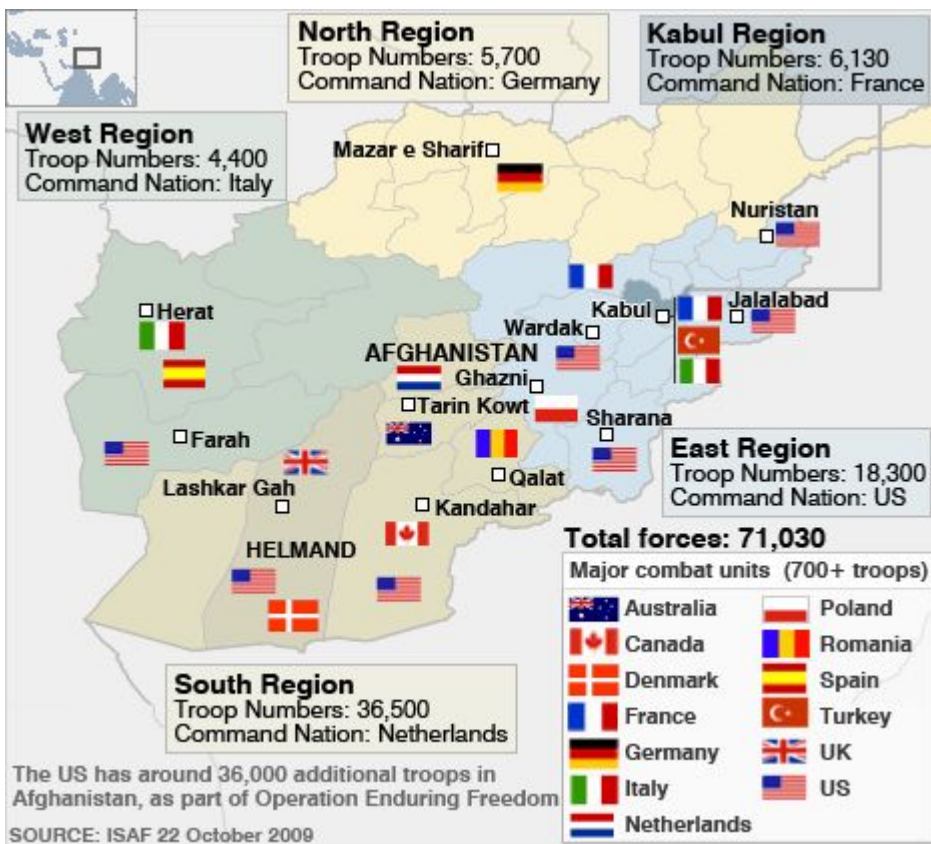 North Region
Troop Numbers: 5,700
Command Nation: Germany
Kabul Region
Troop Numbers: 6,130
Command Nation: France
West Region
Troop Numbers: 4,400
Command Nation: Italy
Mazar e Sharif
Nuristan
Herat
Kabul
Jalalabad
Wardak
AFGHANISTAN
Ghazni
Tarin Kowt
Sharana
Farah
Qalat
Lashkar Gah
Kandahar
HELMAND
East Region
Troop Numbers: 18,300
Command Nation: US
South Region
Troop Numbers: 36,500
Command Nation: Netherlands
Total forces: 71,030
Major combat units (700+ troops)
Australia
Canada
Denmark
France
Germany
Italy
Netherlands
Poland
Romania
Spain
Turkey
UK
US
The US has around 36,000 additional troops in
Afghanistan, as part of Operation Enduring Freedom
SOURCE: ISAF 22 October 2009